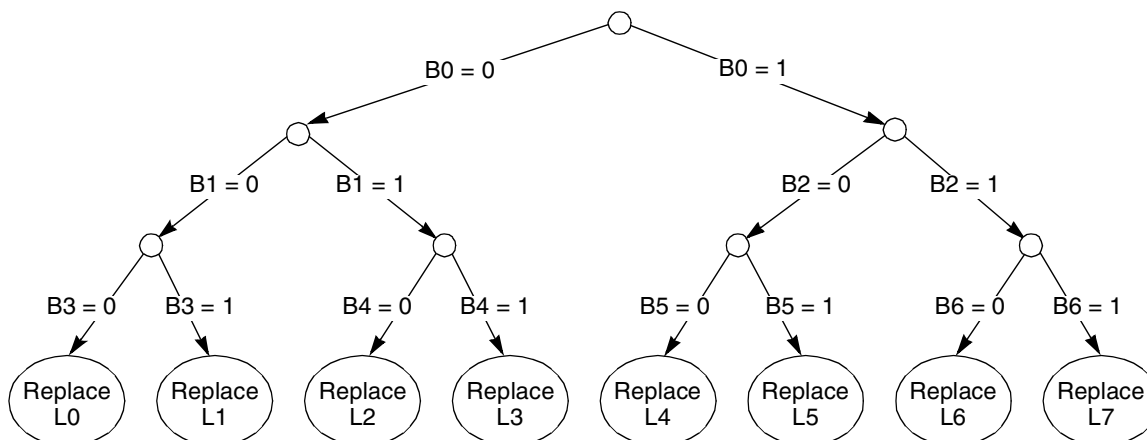 B0 = 0
B0 = 1
B1 = 0
B1 = 1
B2 = 0
B2 = 1
B3 = 0
B3 = 1
B4 = 0
B4 = 1
B5 = 0
B5 = 1
B6 = 0
B6 = 1
Replace
L0
Replace
L1
Replace
L2
Replace
L3
Replace
L4
Replace
L5
Replace
L6
Replace
L7